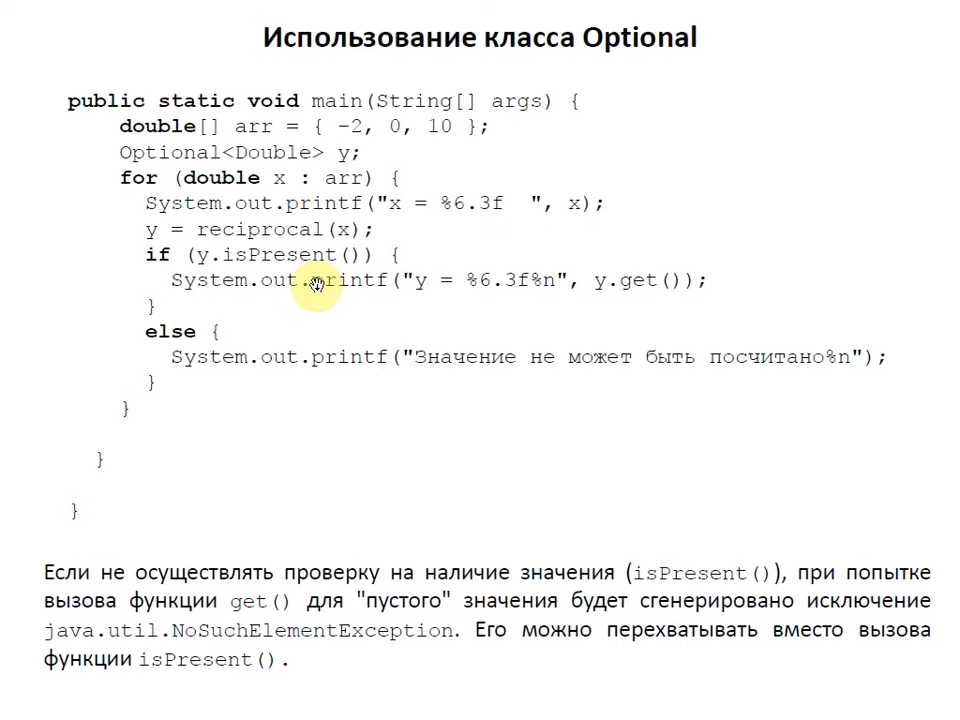 Использование класса Optional
public static void main(String[] args) {
double[] arr = { -2, 0, 10 };
Optional<Double> y;
for (double x : arr) {
System.out.printf("x = %6.3f  ", x);
y = reciprocal(x);
if (y.isPresent()) {
System.out.printf("y = %6.3f%n", y.get());
}
else {
System.out.printf("Значение не может быть посчитано%n");
}
}
}
}
Если не осуществлять проверку на наличие значения (isPresent()), при попытке
вызова функции get() для "пустого" значения будет сгенерировано исключение
java.util.NoSuchElementException. Его можно перехватывать вместо вызова
функции isPresent().